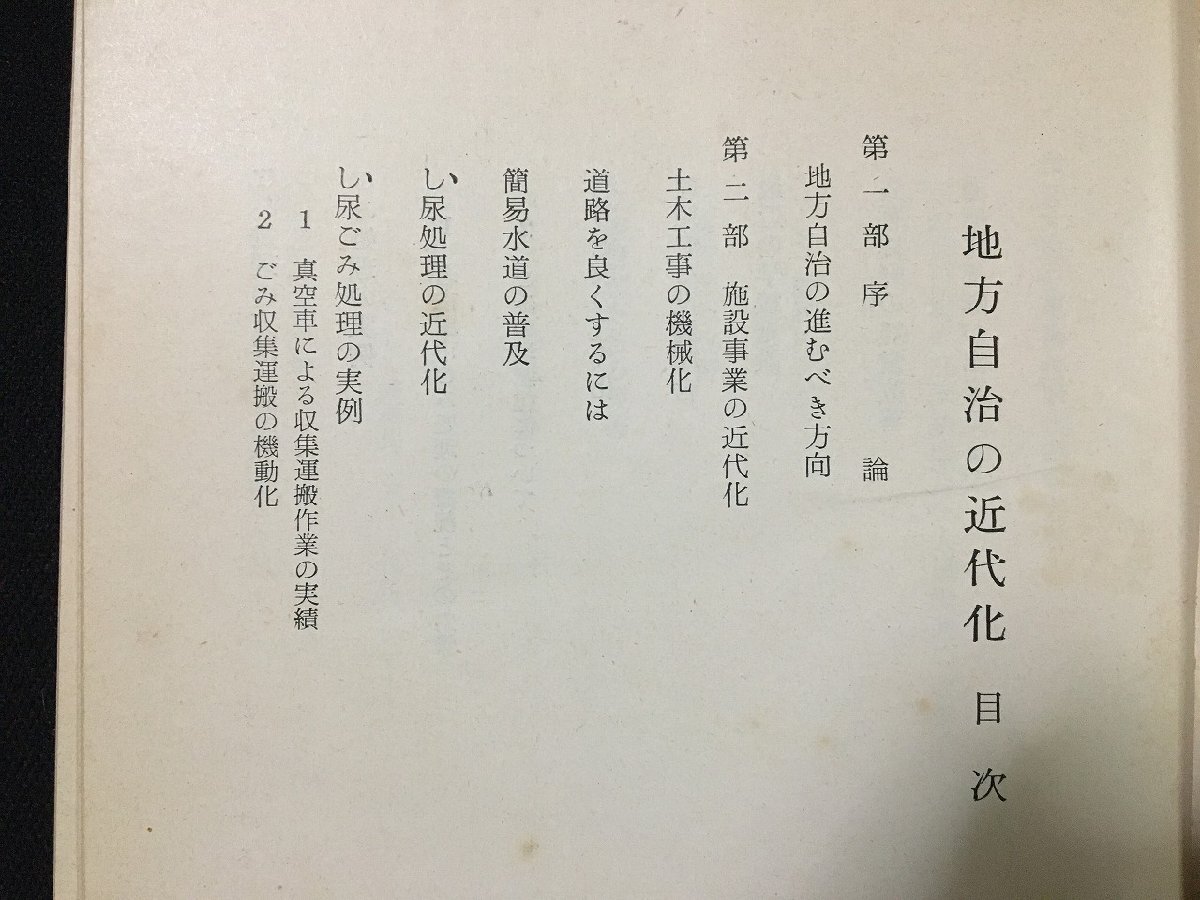 地方自治の近代化　目次
第一部　序　論
地方自治の進むべき方向
第二部　施設事業の近代化
土木工事の機械化
道路を良くするには
簡易水道の普及
し尿処理の近代化
し尿ごみ処理の実例
1　真空車による収集運搬作業の実績
2　ごみ収集運搬の機動化